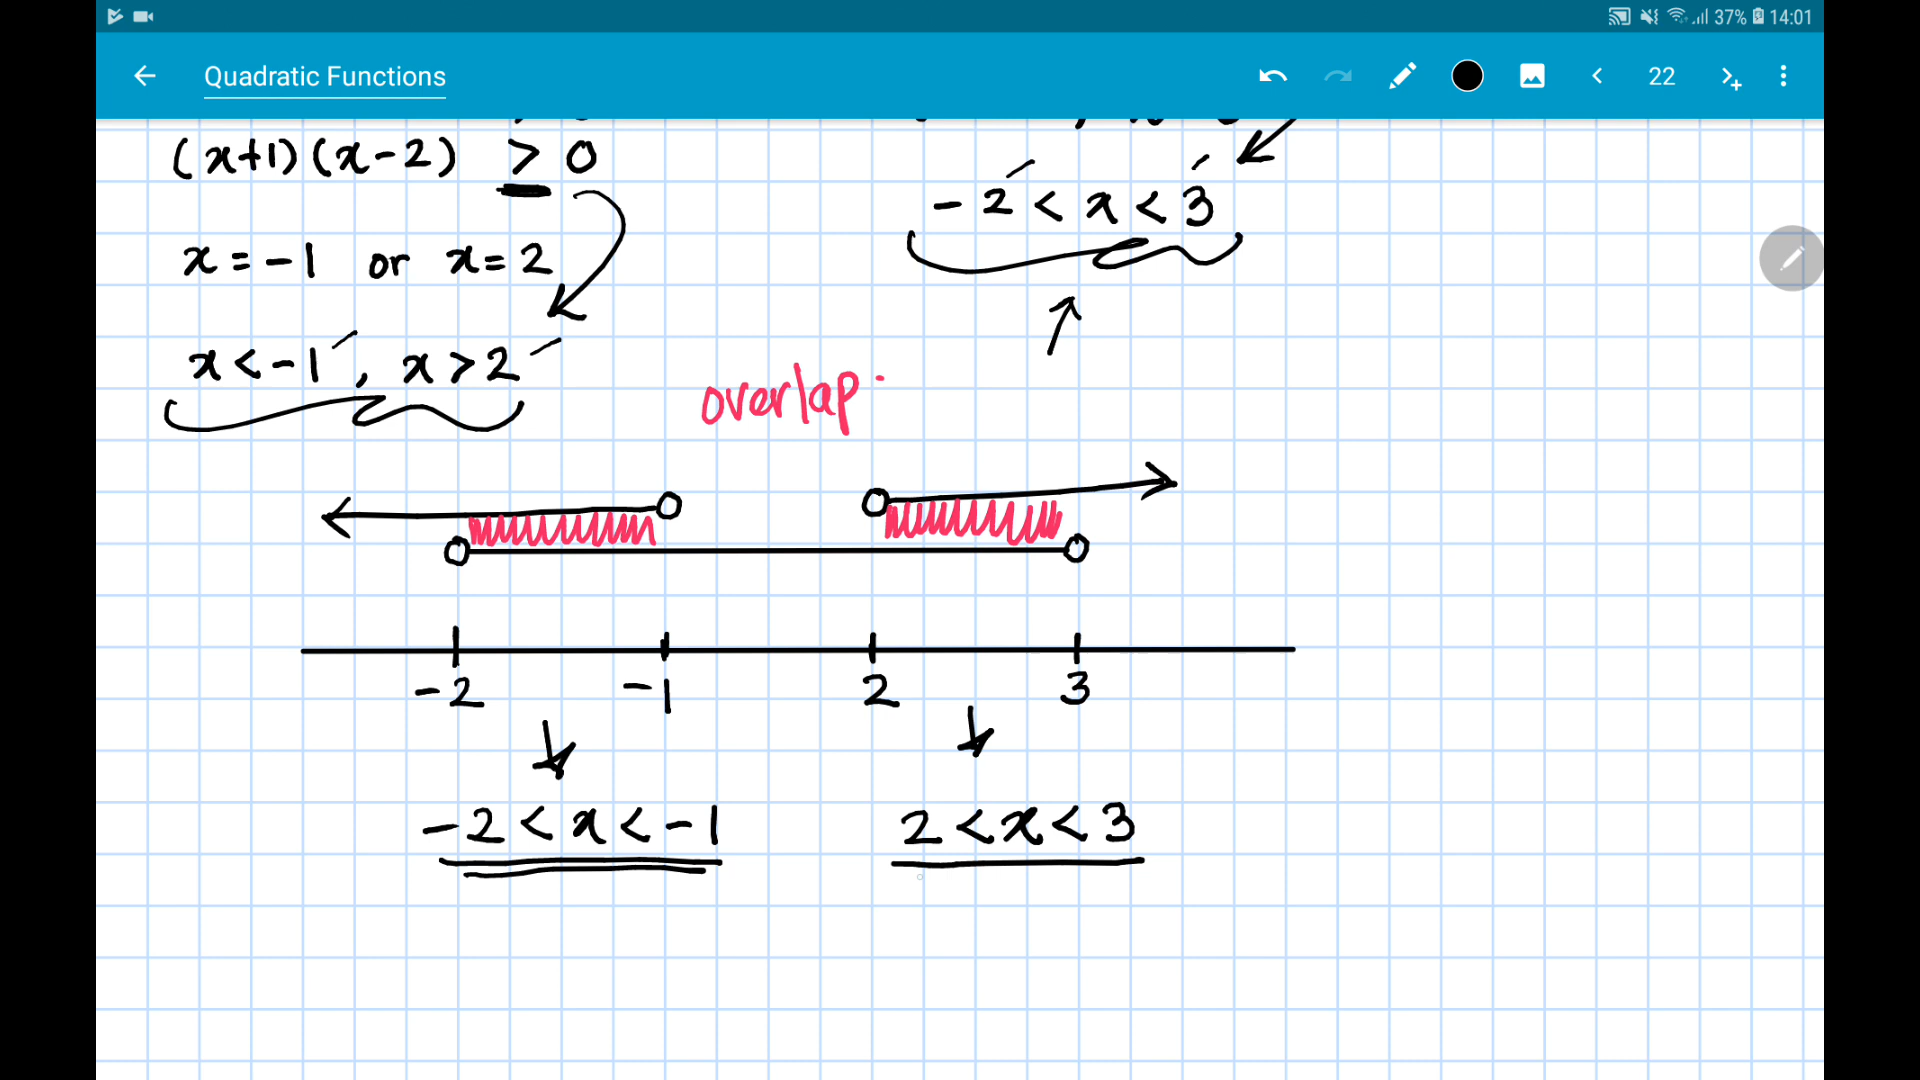 37% 14:01
Quadratic Functions 22
(x+1)(x-2) > 0
x = -1 or x = 2
x < -1 , x > 2
-2 < x < 3
overlap
-2 -1 2 3
-2 < x < -1
2 < x < 3